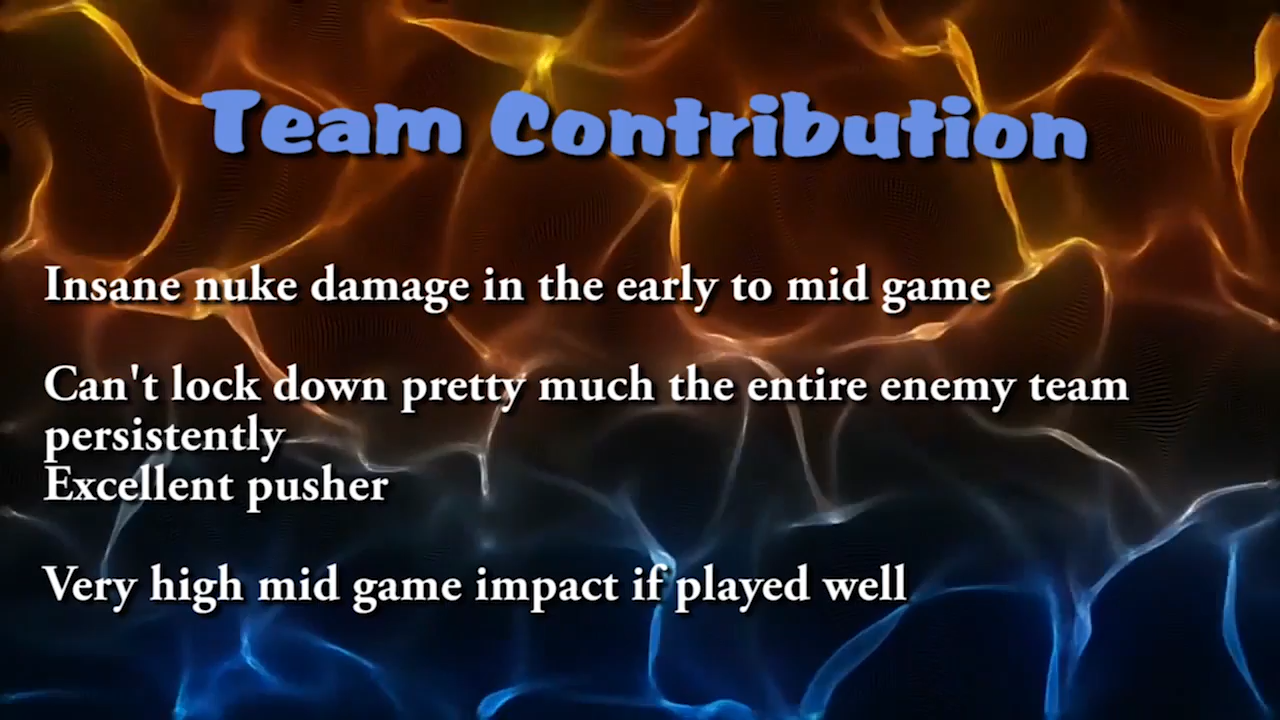 Team Contribution
Insane nuke damage in the early to mid game
Can't lock down pretty much the entire enemy team
persistently
Excellent pusher
Very high mid game impact if played well